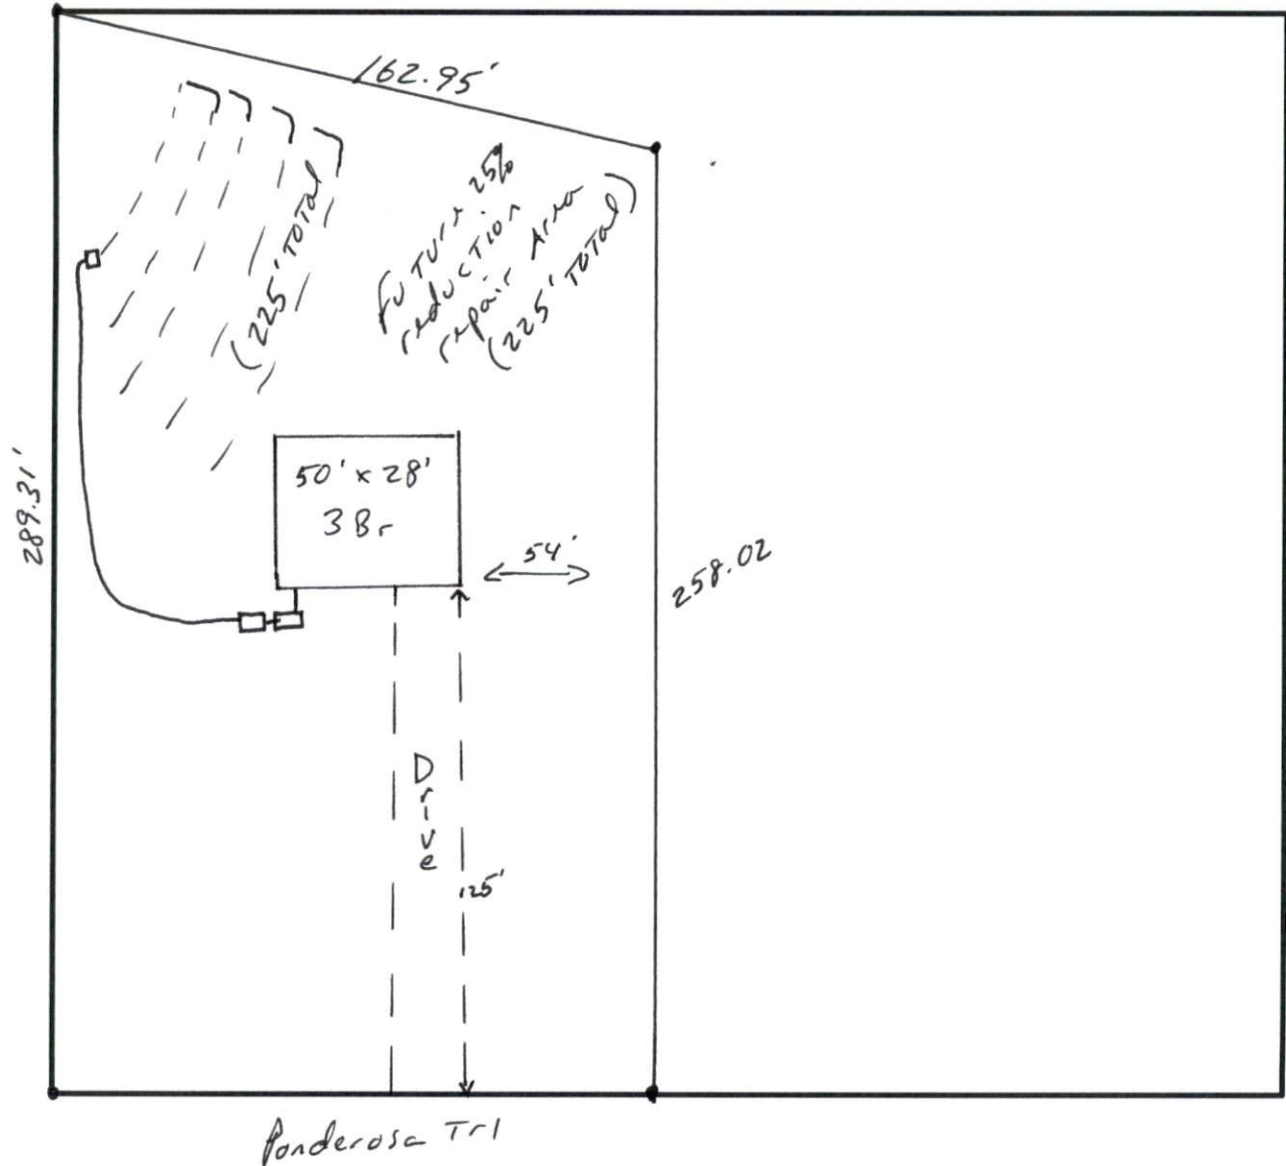 162.95'
(225' TOTAL)
FUTURE 25%
reduction
repair Area
(225' TOTAL)
289.31'
50' x 28'
3 Br
54'
258.02
Drive
125'
Ponderosa Trl